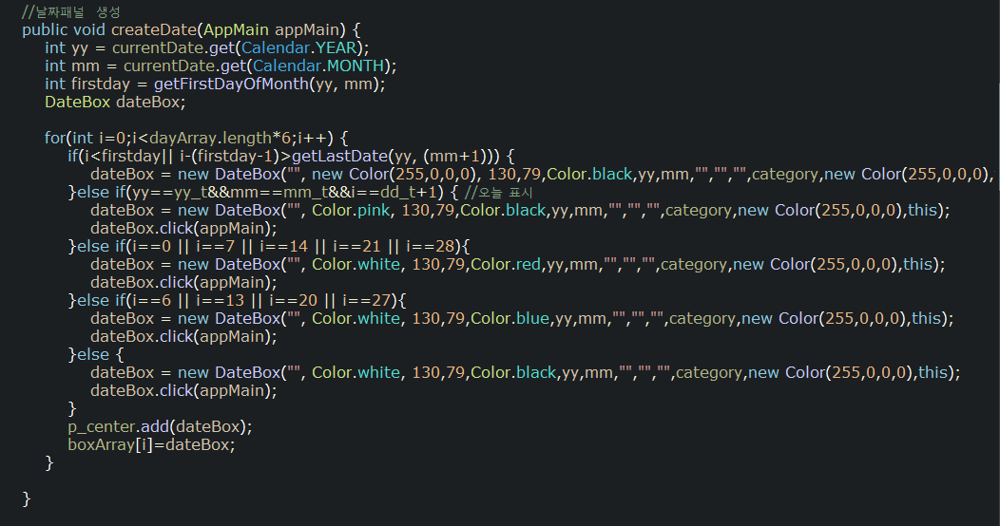 //날짜패널 생성
public void createDate(AppMain appMain) {
int yy = currentDate.get(Calendar.YEAR);
int mm = currentDate.get(Calendar.MONTH);
int firstday = getFirstDayOfMonth(yy, mm);
DateBox dateBox;
for(int i=0;i<dayArray.length*6;i++) {
if(i<firstday|| i-(firstday-1)>getLastDate(yy, (mm+1))) {
dateBox = new DateBox("", new Color(255,0,0,0), 130,79,Color.black,yy,mm,"","","",category,new Color(255,0,0,0),
}else if(yy==yy_t&&mm==mm_t&&i==dd_t+1) { //오늘 표시
dateBox = new DateBox("", Color.pink, 130,79,Color.black,yy,mm,"","","",category,new Color(255,0,0,0),this);
dateBox.click(appMain);
}else if(i==0 || i==7 || i==14 || i==21 || i==28){
dateBox = new DateBox("", Color.white, 130,79,Color.red,yy,mm,"","","",category,new Color(255,0,0,0),this);
dateBox.click(appMain);
}else if(i==6 || i==13 || i==20 || i==27){
dateBox = new DateBox("", Color.white, 130,79,Color.blue,yy,mm,"","","",category,new Color(255,0,0,0),this);
dateBox.click(appMain);
}else {
dateBox = new DateBox("", Color.white, 130,79,Color.black,yy,mm,"","","",category,new Color(255,0,0,0),this);
dateBox.click(appMain);
}
p_center.add(dateBox);
boxArray[i]=dateBox;
}
}